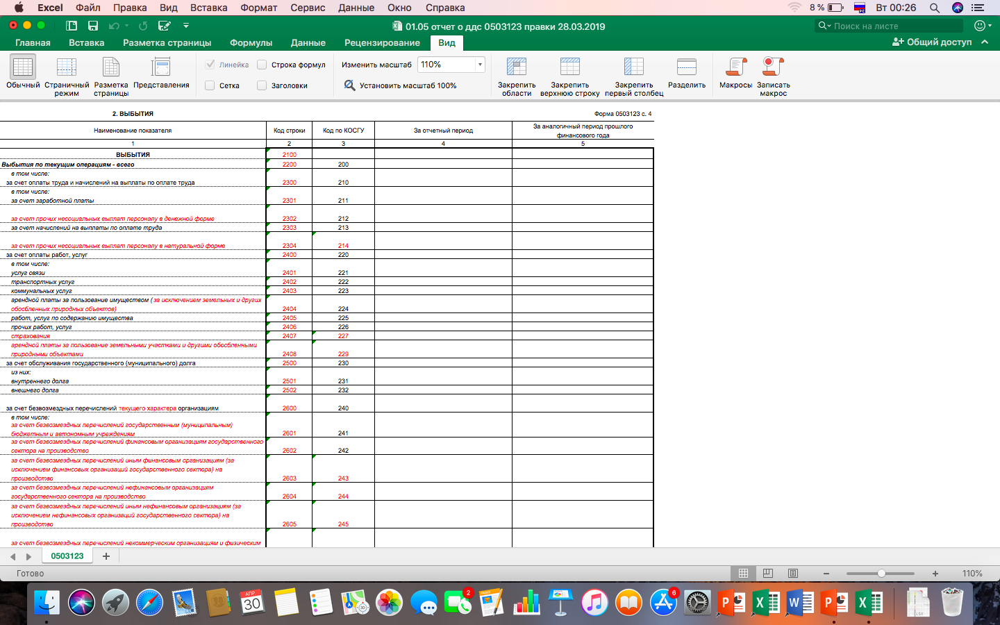 Excel Файл Правка Вид Вставка Формат Сервис Данные Окно Справка 8 % РС Вт 00:26
01.05 отчет о ддс 0503123 правки 28.03.2019 Поиск на листе
Главная Вставка Разметка страницы Формулы Данные Рецензирование Вид Общий доступ
Линейка Строка формул Изменить масштаб 110%
Сетка Заголовки Установить масштаб 100%
Обычный Страничный режим Разметка страницы Представления Закрепить области Закрепить верхнюю строку Закрепить первый столбец Разделить Макросы Записать макрос
2. ВЫБЫТИЯ Форма 0503123 с. 4
Наименование показателя Код строки Код по КОСГУ За отчетный период За аналогичный период прошлого финансового года
1 2 3 4 5
ВЫБЫТИЯ 2100
Выбытия по текущим операциям - всего 2200 200
в том числе:
за счет оплаты труда и начислений на выплаты по оплате труда 2300 210
в том числе:
за счет заработной платы 2301 211
за счет прочих несоциальных выплат персоналу в денежной форме 2302 212
за счет начислений на выплаты по оплате труда 2303 213
за счет прочих несоциальных выплат персоналу в натуральной форме 2304 214
за счет оплаты работ, услуг 2400 220
в том числе:
услуг связи 2401 221
транспортных услуг 2402 222
коммунальных услуг 2403 223
арендной платы за пользование имуществом (за исключением земельных и других
обособленных природных объектов) 2404 224
работ, услуг по содержанию имущества 2405 225
прочих работ, услуг 2406 226
страхования 2407 227
арендной платы за пользование земельными участками и другими обособленными
природными объектами 2408 229
за счет обслуживания государственного (муниципального) долга 2500 230
из них:
внутреннего долга 2501 231
внешнего долга 2502 232
за счет безвозмездных перечислений текущего характера организациям 2600 240
в том числе:
за счет безвозмездных перечислений государственным (муниципальным)
бюджетным и автономным учреждениям 2601 241
за счет безвозмездных перечислений финансовым организациям государственного
сектора на производство 2602 242
за счет безвозмездных перечислений иным финансовым организациям (за
исключением финансовых организаций государственного сектора) на
производство 2603 243
за счет безвозмездных перечислений нефинансовым организациям
государственного сектора на производство 2604 244
за счет безвозмездных перечислений иным нефинансовым организациям (за
исключением нефинансовых организаций государственного сектора) на
производство 2605 245
за счет безвозмездных перечислений некоммерческим организациям и физическим
0503123
Готово 110%
АПР. 30 30 2 6 P X W P X XLSX